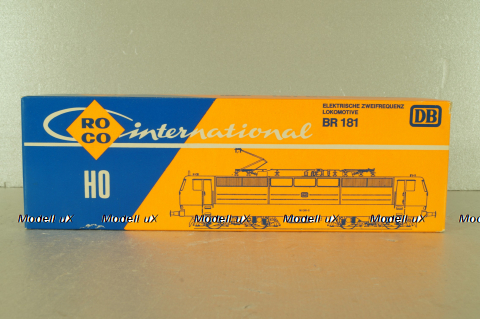 RO
CO
international
ELEKTRISCHE ZWEIFREQUENZ
LOKOMOTIVE
BR 181
DB
HO
Modell uX Modell uX Modell uX Modell uX Modell uX